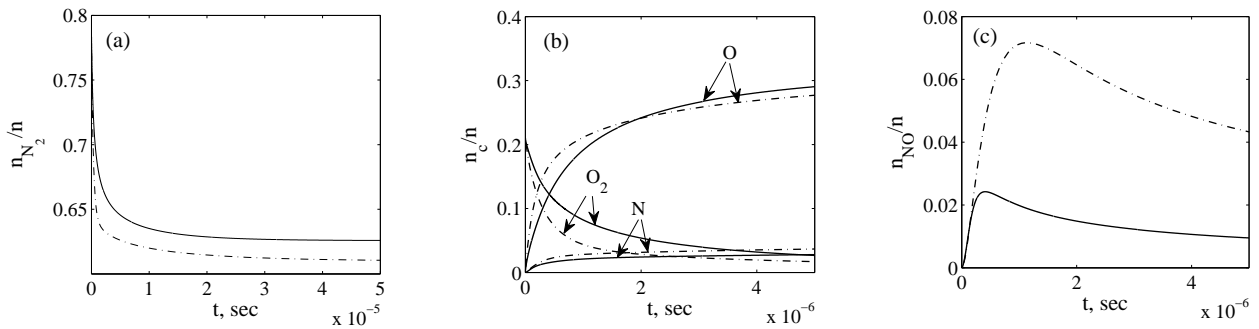 (a)
0.8
0.75
0.7
0.65
n_{N_2}/n
0 1 2 3 4 5
t, sec
x 10^{-5}
(b)
0.4
0.3
0.2
0.1
0
n_c/n
O
O_2
N
0 2 4
t, sec
x 10^{-6}
(c)
0.08
0.06
0.04
0.02
0
n_{NO}/n
0 2 4
t, sec
x 10^{-6}